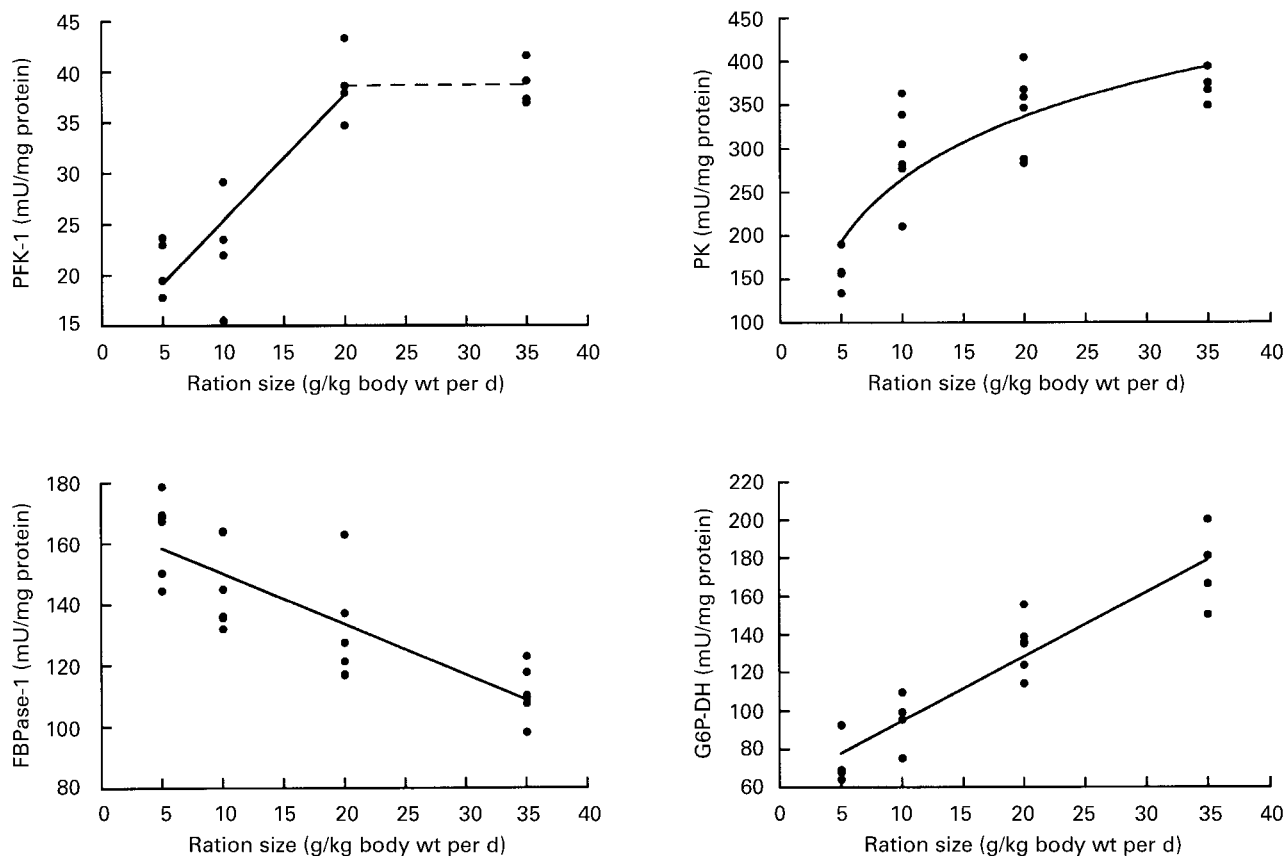 PFK-1 (mU/mg protein)
45
40
35
30
25
20
15
0 5 10 15 20 25 30 35 40
Ration size (g/kg body wt per d)
PK (mU/mg protein)
450
400
350
300
250
200
150
100
0 5 10 15 20 25 30 35 40
Ration size (g/kg body wt per d)
FBPase-1 (mU/mg protein)
180
160
140
120
100
80
0 5 10 15 20 25 30 35 40
Ration size (g/kg body wt per d)
G6P-DH (mU/mg protein)
220
200
180
160
140
120
100
80
60
0 5 10 15 20 25 30 35 40
Ration size (g/kg body wt per d)